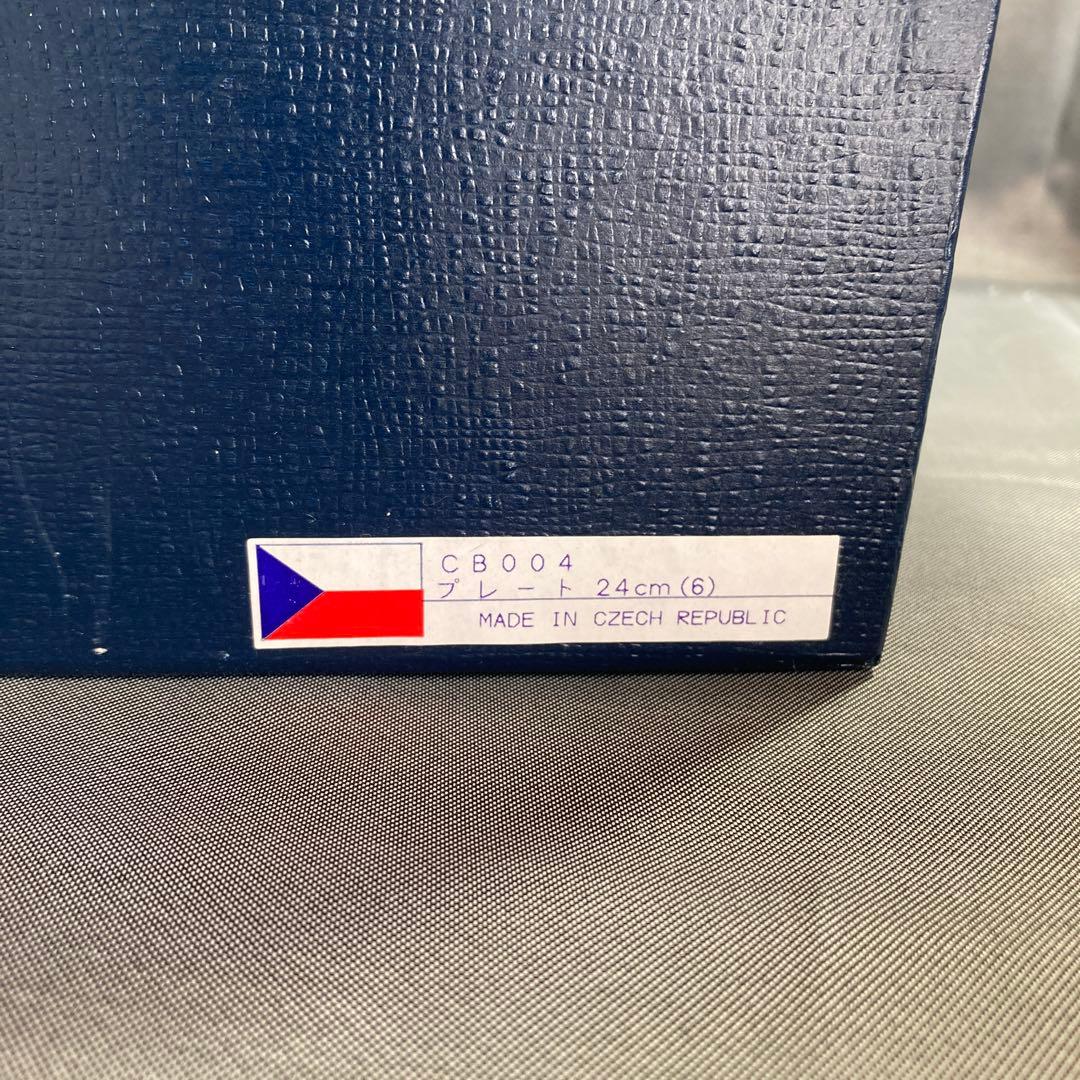 CB004
プレート 24cm(6)
MADE IN CZECH REPUBLIC